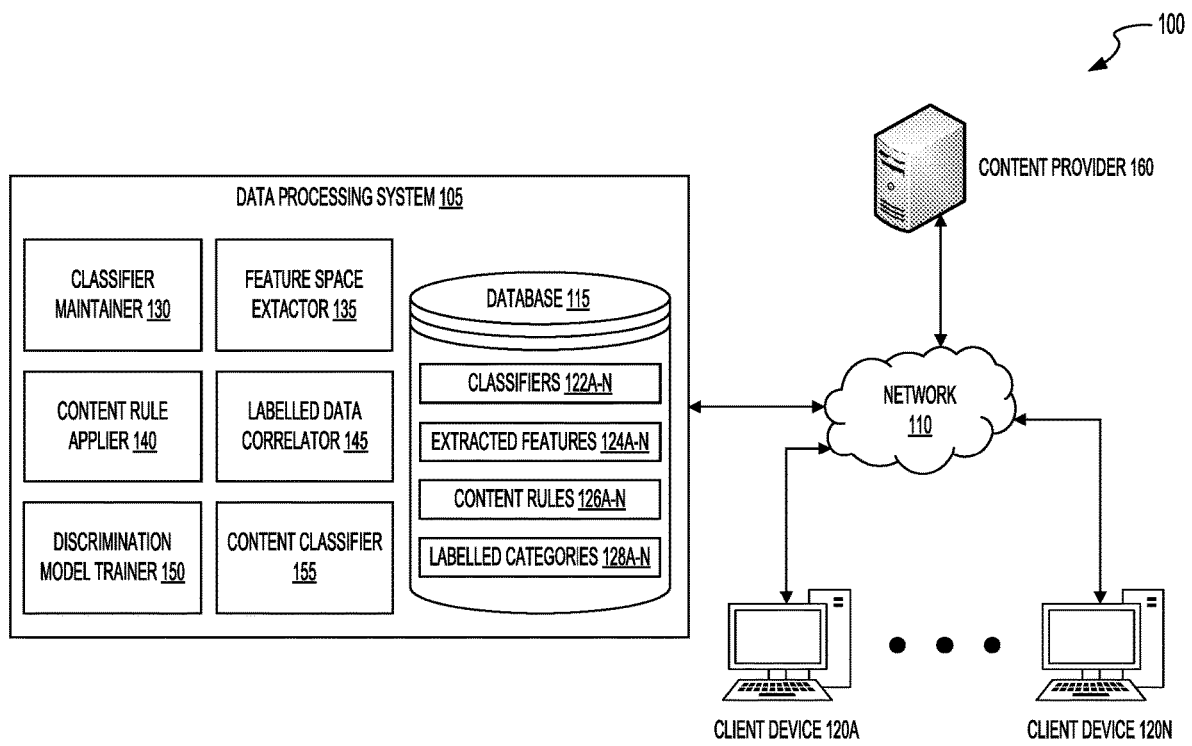 100
CONTENT PROVIDER 160
DATA PROCESSING SYSTEM 105
CLASSIFIER
MAINTAINER 130
FEATURE SPACE
EXTACTOR 135
DATABASE 115
CLASSIFIERS 122A-N
EXTRACTED FEATURES 124A-N
CONTENT RULES 126A-N
LABELLED CATEGORIES 128A-N
CONTENT RULE
APPLIER 140
LABELLED DATA
CORRELATOR 145
DISCRIMINATION
MODEL TRAINER 150
CONTENT CLASSIFIER
155
NETWORK
110
CLIENT DEVICE 120A
CLIENT DEVICE 120N